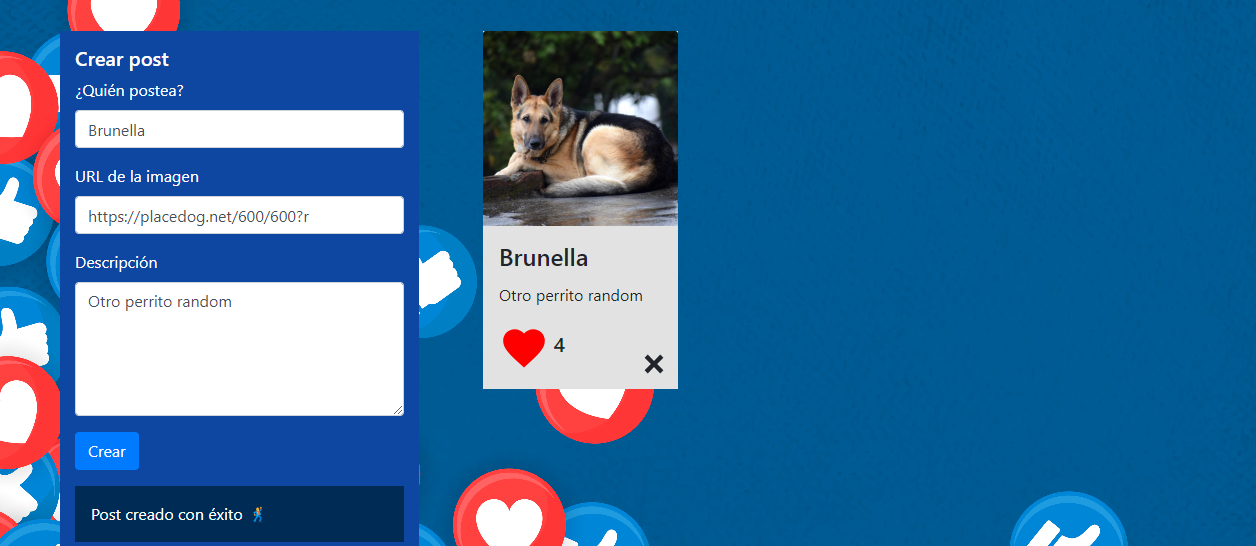 Crear post
¿Quién postea?
Brunella
URL de la imagen
https://placedog.net/600/600?r
Descripción
Otro perrito random
Crear
Post creado con éxito
Brunella
Otro perrito random
4